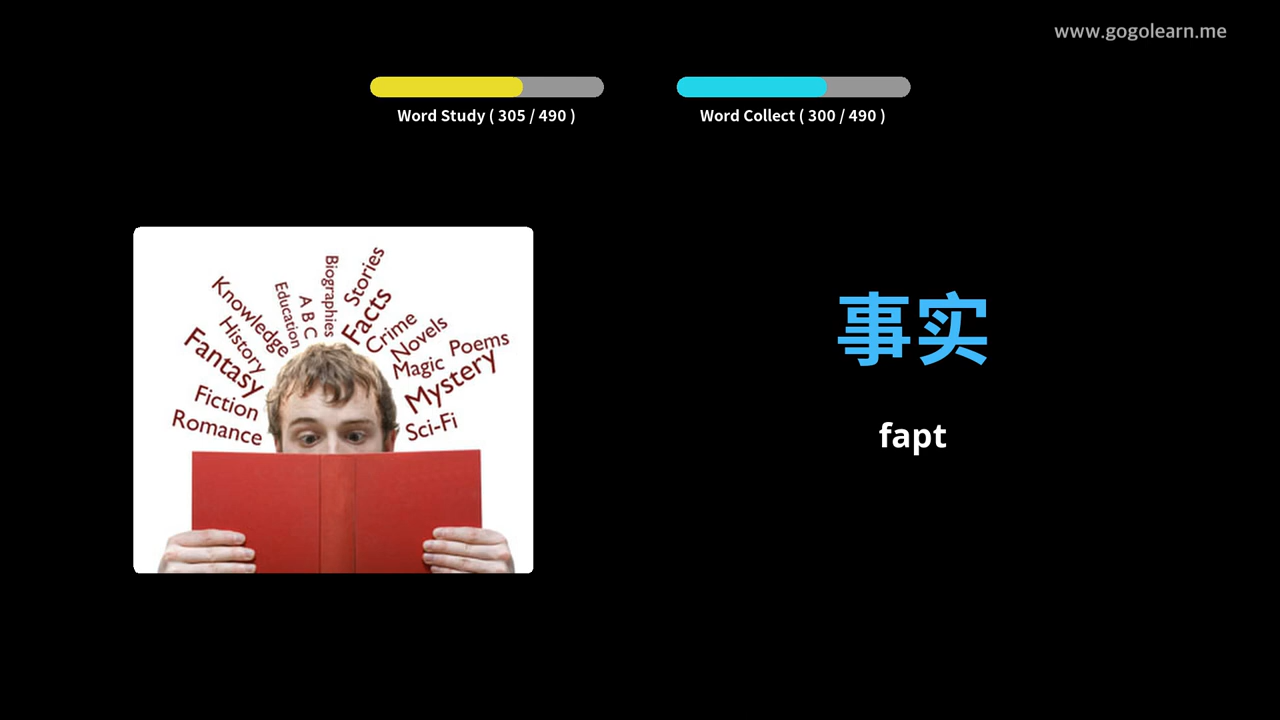 www.gogolearn.me
Word Study ( 305 / 490 )
Word Collect ( 300 / 490 )
事实
fapt
Biographies
Stories
Education
A B C
Facts
Knowledge
History
Crime
Novels
Fantasy
Magic
Poems
Mystery
Fiction
Romance
Sci-Fi